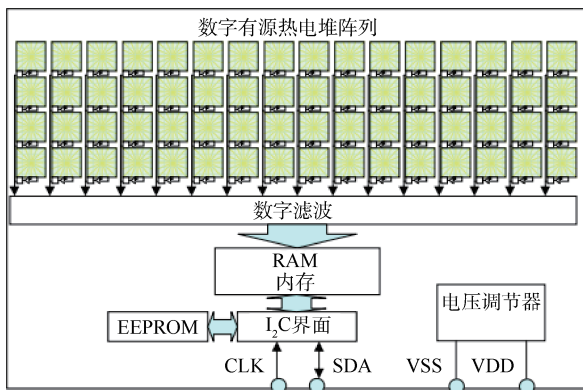 数字有源热电堆阵列
数字滤波
RAM
内存
电压调节器
EEPROM
I₂C界面
CLK
SDA
VSS
VDD